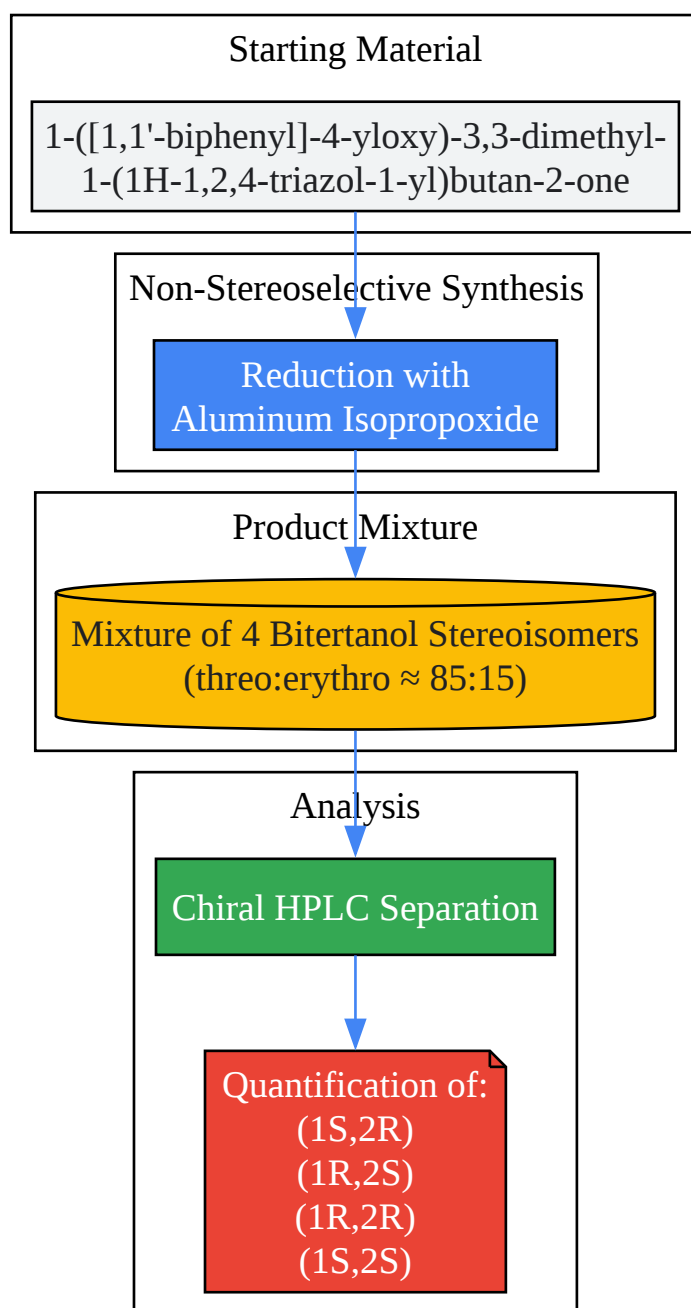 Starting Material
1-([1,1'-biphenyl]-4-yloxy)-3,3-dimethyl-
1-(1H-1,2,4-triazol-1-yl)butan-2-one
Non-Stereoselective Synthesis
Reduction with
Aluminum Isopropoxide
Product Mixture
Mixture of 4 Bitertanol Stereoisomers
(threo:erythro ≈ 85:15)
Analysis
Chiral HPLC Separation
Quantification of:
(1S,2R)
(1R,2S)
(1R,2R)
(1S,2S)